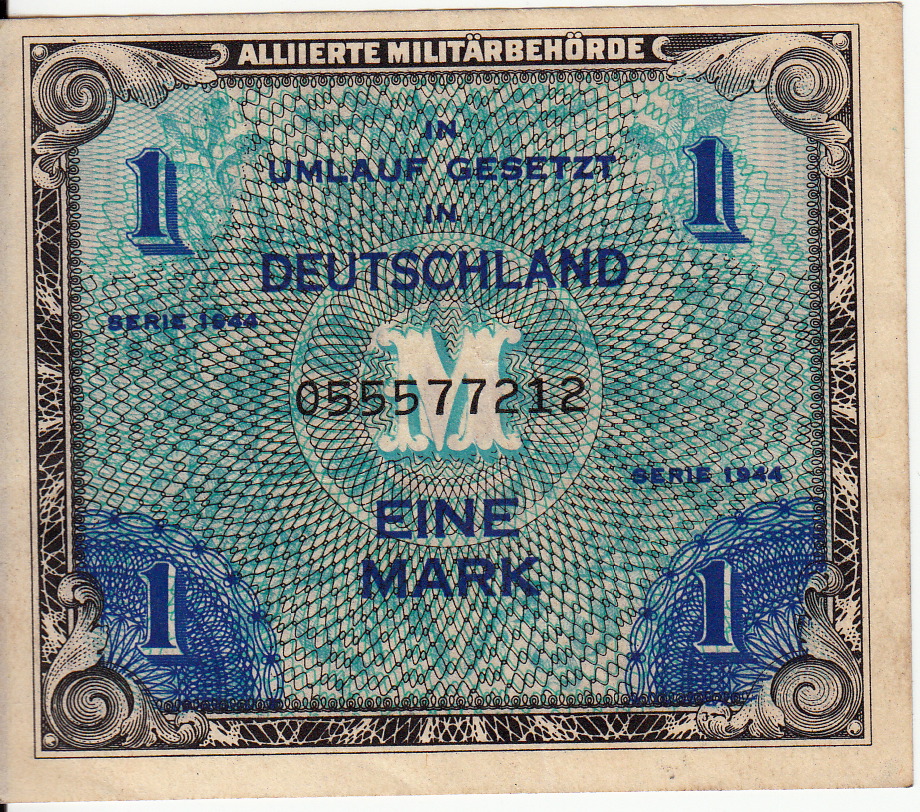 ALLIIERTE MILITÄRBEHÖRDE
IN
UMLAUF GESETZT
1 1
IN
DEUTSCHLAND
SERIE 1944
M
055577212
SERIE 1944
EINE
MARK
1 1